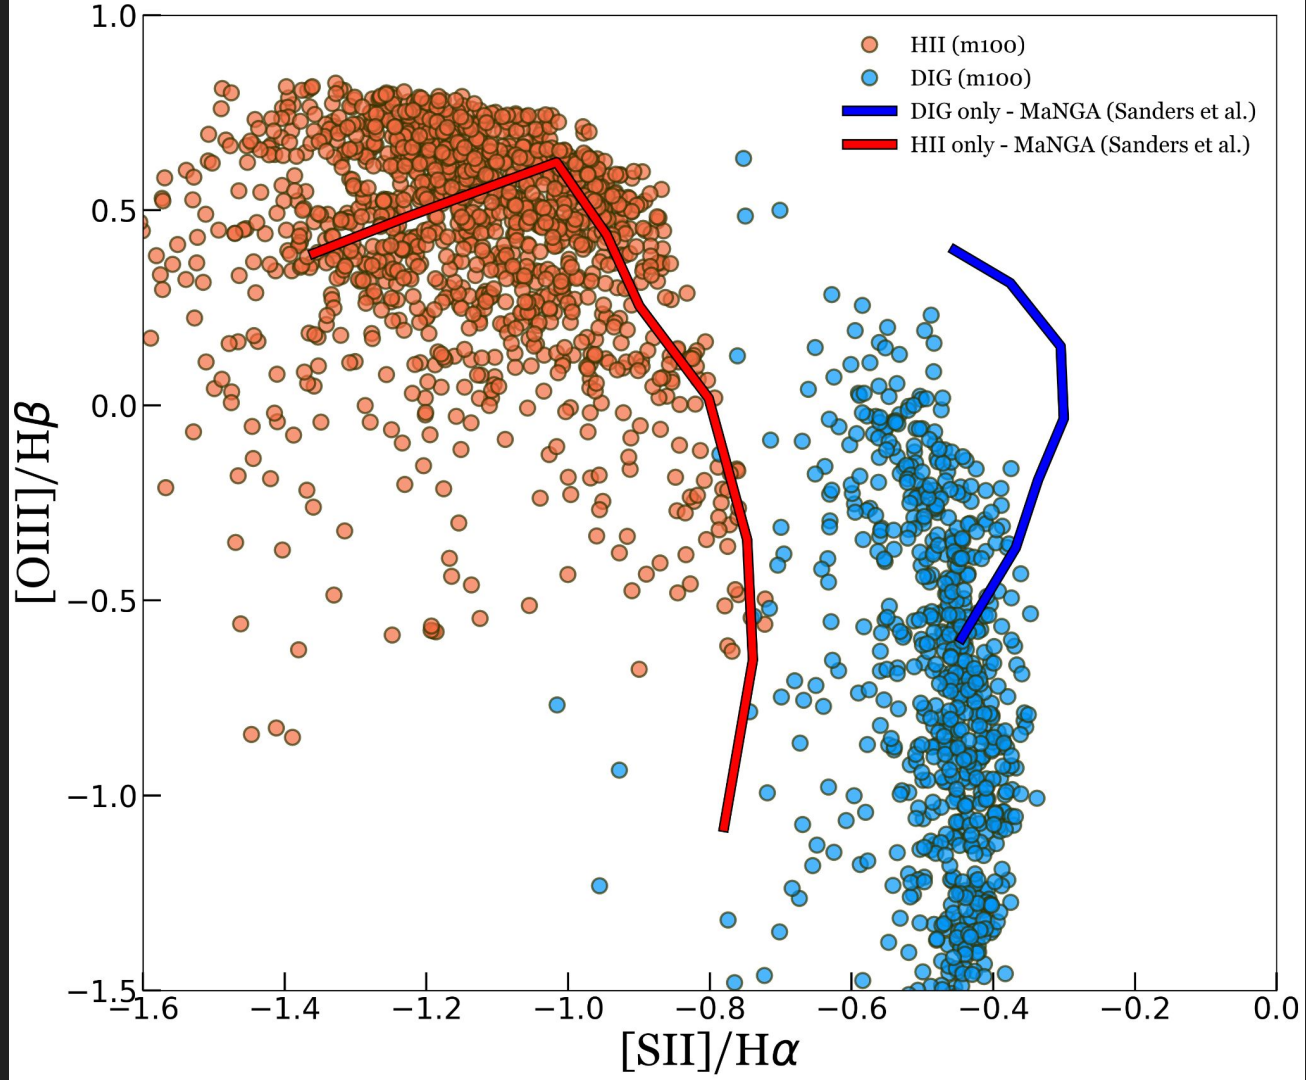 HII (m100)
DIG (m100)
DIG only - MaNGA (Sanders et al.)
HII only - MaNGA (Sanders et al.)
1.0
0.5
0.0
−0.5
−1.0
−1.5
[OIII]/Hβ
−1.6 −1.4 −1.2 −1.0 −0.8 −0.6 −0.4 −0.2 0.0
[SII]/Hα